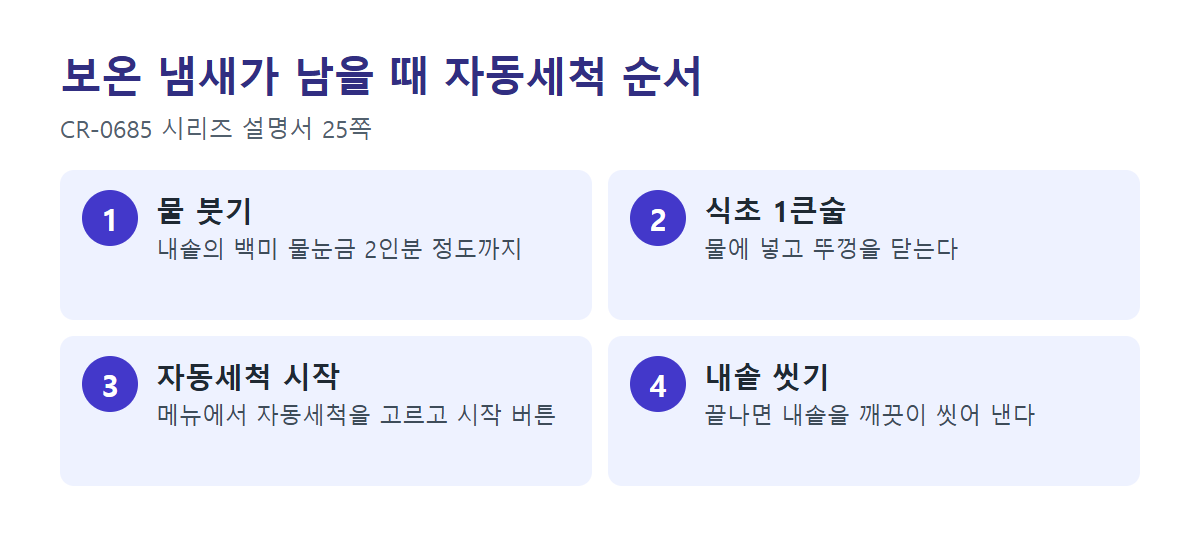 보온 냄새가 남을 때 자동세척 순서
CR-0685 시리즈 설명서 25쪽
1
물 붓기
내솥의 백미 물눈금 2인분 정도까지
2
식초 1큰술
물에 넣고 뚜껑을 닫는다
3
자동세척 시작
메뉴에서 자동세척을 고르고 시작 버튼
4
내솥 씻기
끝나면 내솥을 깨끗이 씻어 낸다